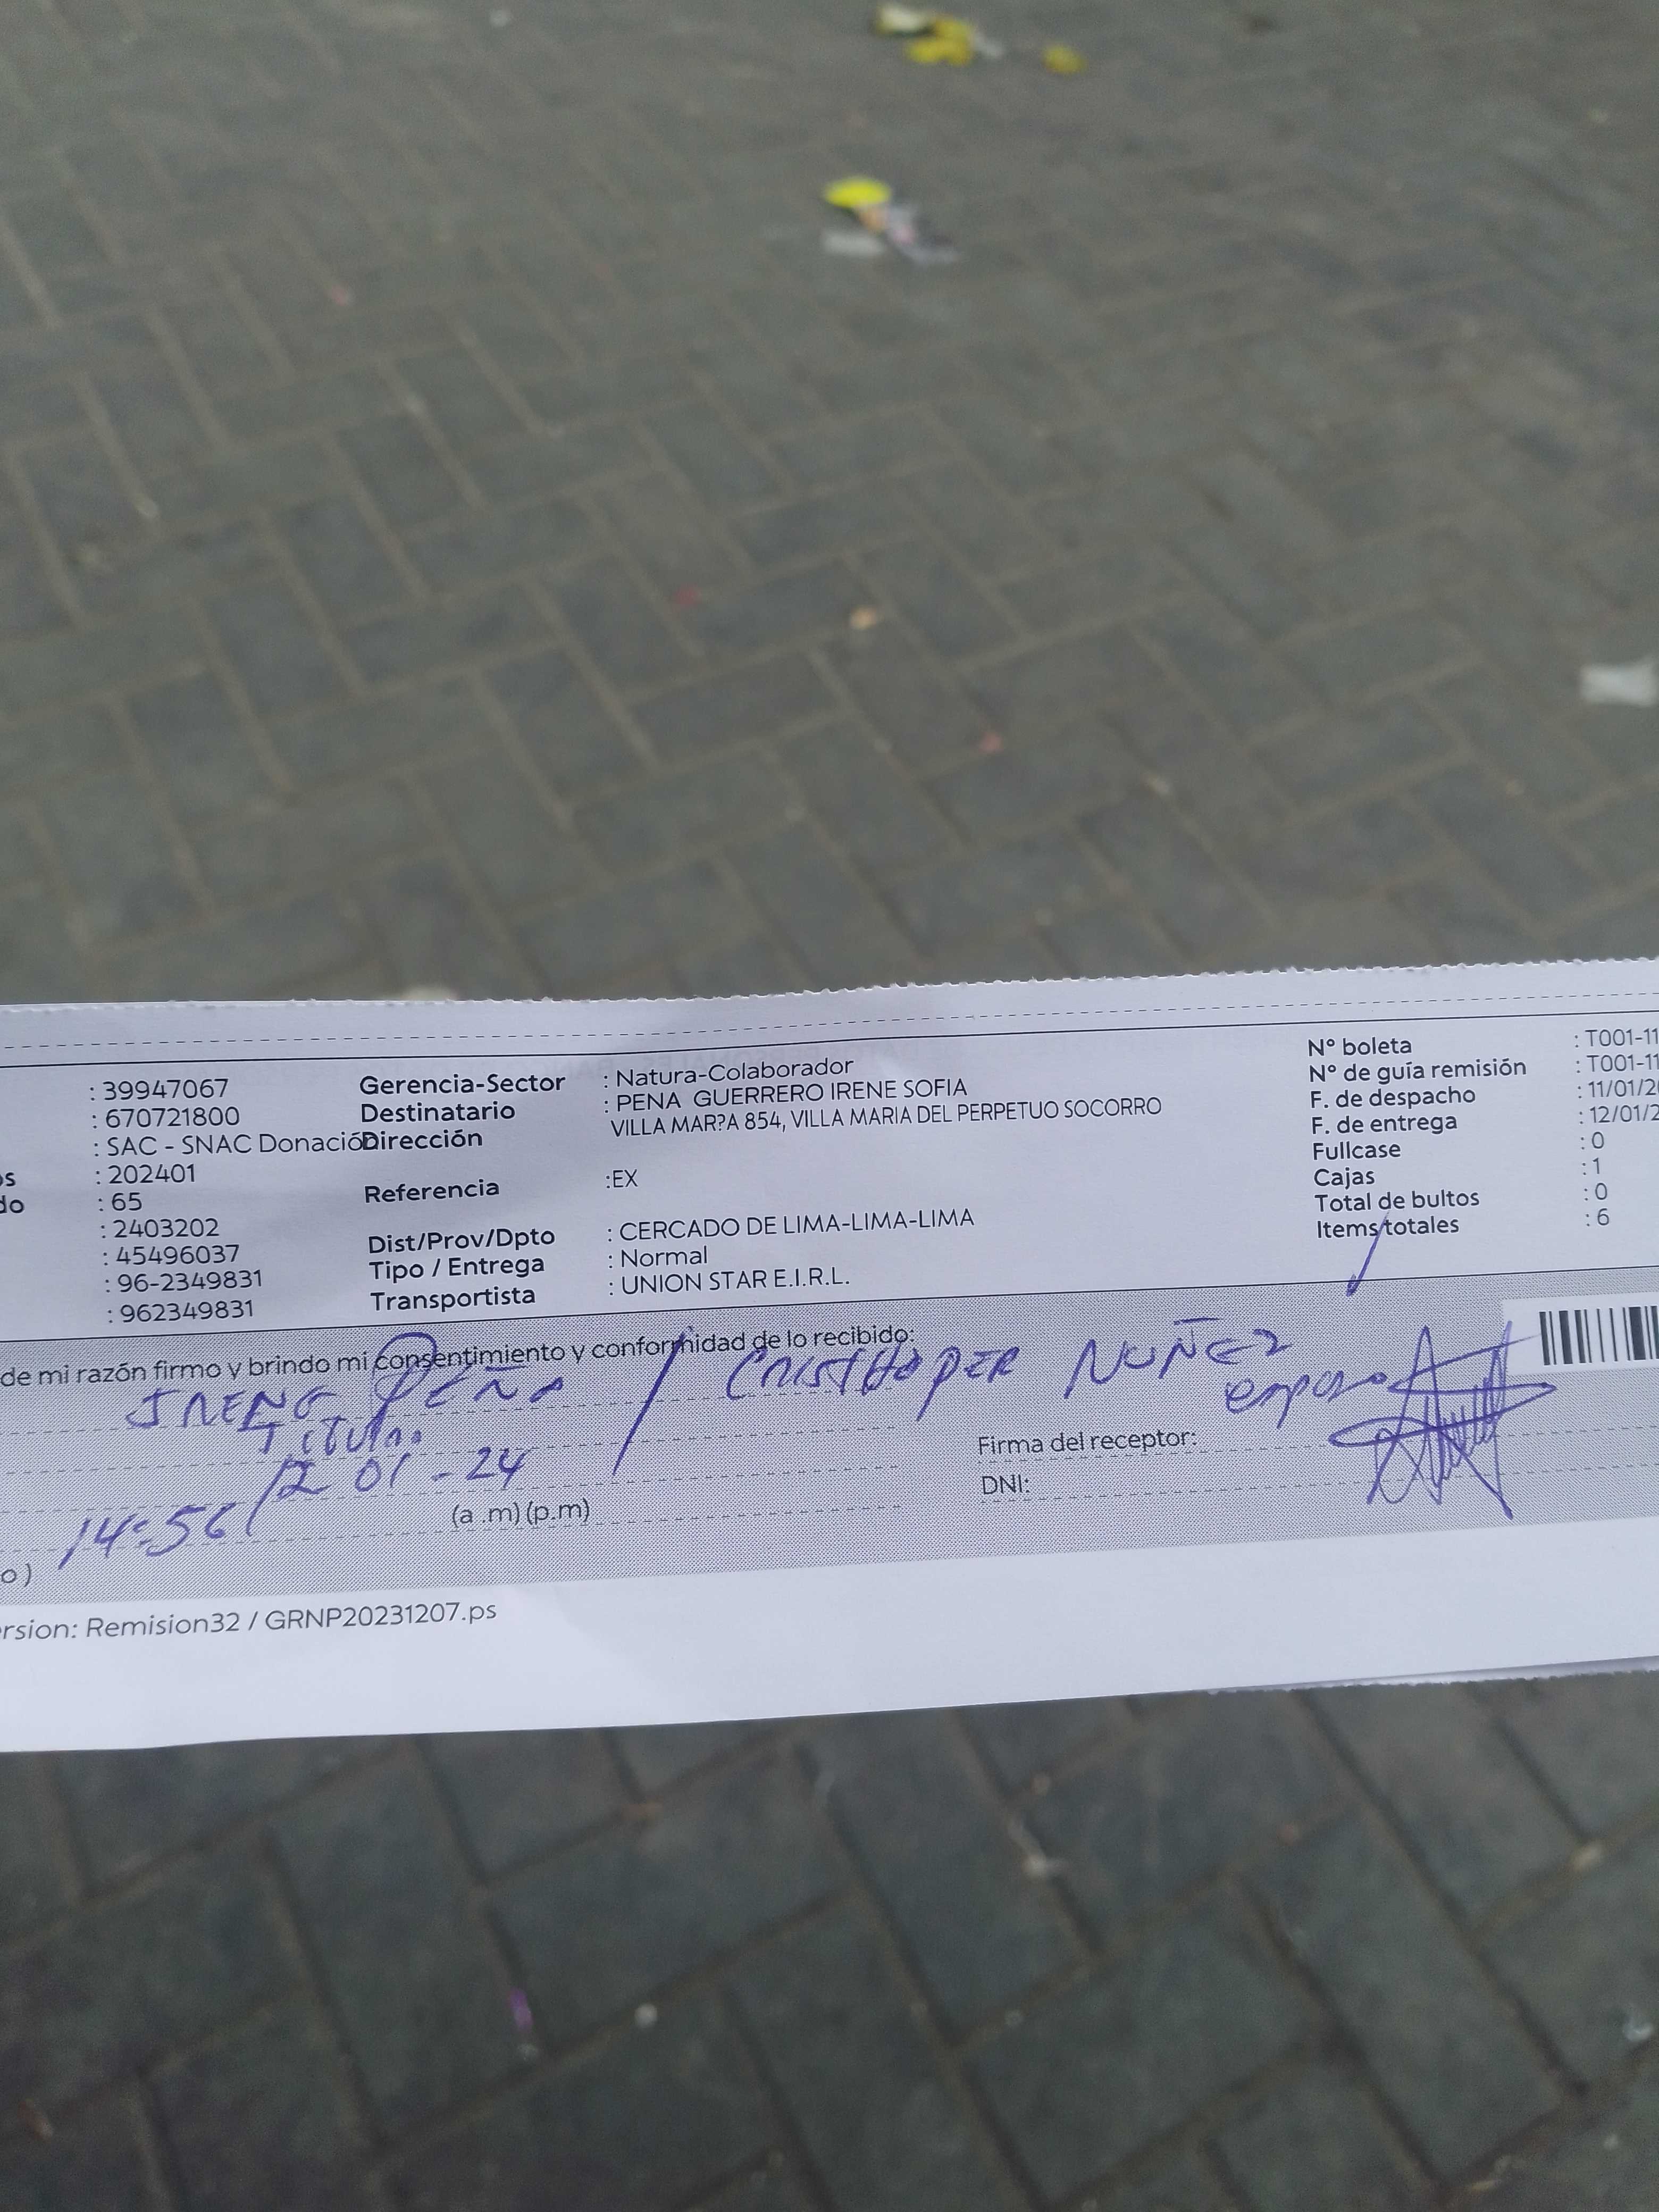 : 39947067
: 670721800
: SAC - SNAC Donació
: 202401
: 65
: 2403202
: 45496037
: 96-2349831
: 962349831
Gerencia-Sector : Natura-Colaborador
Destinatario : PENA GUERRERO IRENE SOFIA
Dirección VILLA MAR?A 854, VILLA MARIA DEL PERPETUO SOCORRO
Referencia :EX
Dist/Prov/Dpto : CERCADO DE LIMA-LIMA-LIMA
Tipo / Entrega : Normal
Transportista : UNION STAR E.I.R.L.
N° boleta : T001-11
N° de guía remisión : T001-11
F. de despacho : 11/01/2
F. de entrega : 12/01/2
Fullcase : 0
Cajas : 1
Total de bultos : 0
Items totales : 6
de mi razón firmo y brindo mi consentimiento y conformidad de lo recibido:
IRENE PEÑA / CRISTHOPER NUÑEZ
Titular esposo
12 01 - 24
Firma del receptor:
DNI:
14:56 (a .m) (p.m)
o)
rsion: Remision32 / GRNP20231207.ps